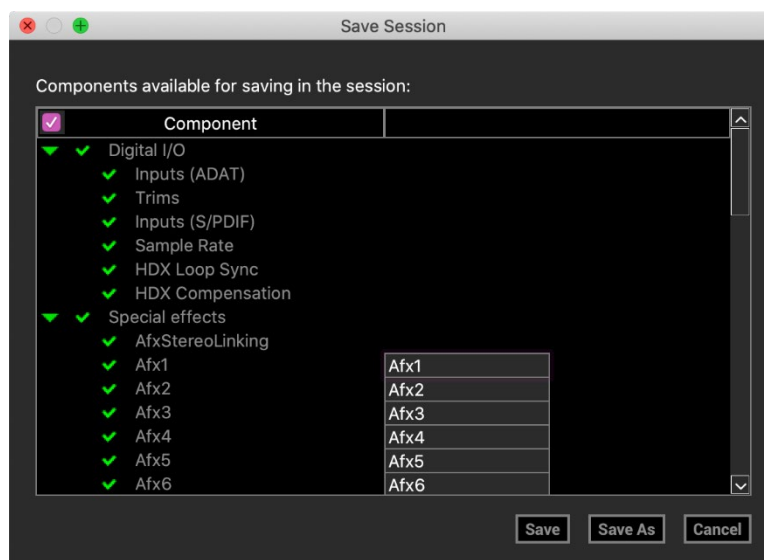 Save Session
Components available for saving in the session:
Component
Digital I/O
Inputs (ADAT)
Trims
Inputs (S/PDIF)
Sample Rate
HDX Loop Sync
HDX Compensation
Special effects
AfxStereoLinking
Afx1 Afx1
Afx2 Afx2
Afx3 Afx3
Afx4 Afx4
Afx5 Afx5
Afx6 Afx6
Save Save As Cancel